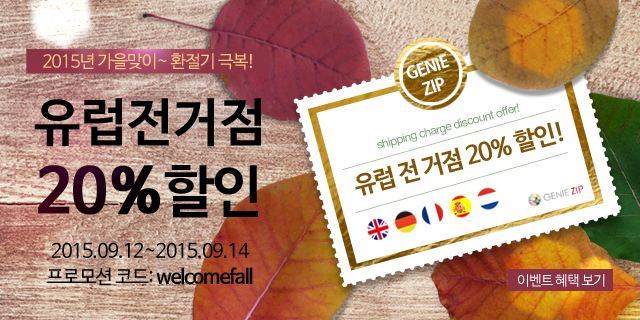 2015년 가을맞이~ 환절기 극복!
유럽전거점
20% 할인
2015.09.12~2015.09.14
프로모션 코드: welcomefall
GENIE
ZIP
shipping charge discount offer!
유럽 전 거점 20% 할인!
GENIE ZIP
이벤트 혜택 보기